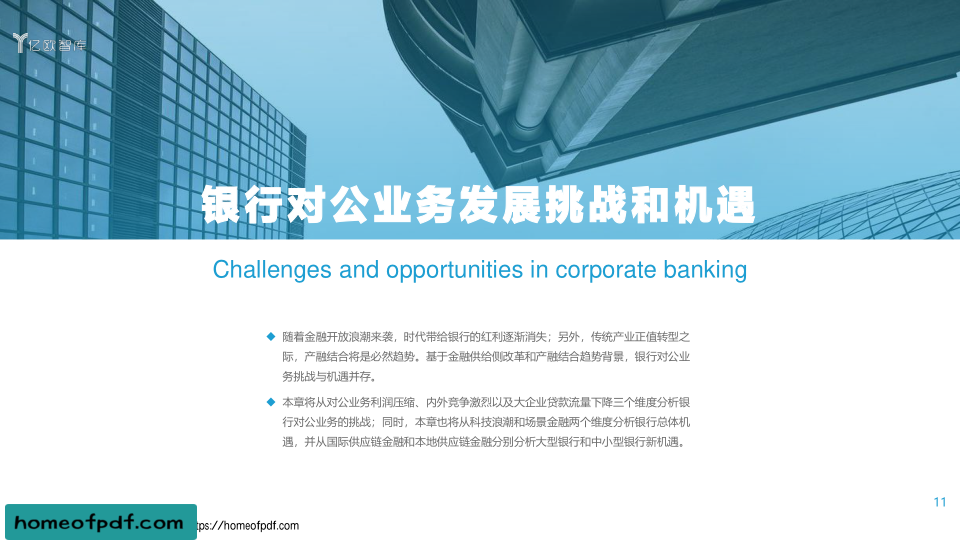 亿欧智库
银行对公业务发展挑战和机遇
Challenges and opportunities in corporate banking
随着金融开放浪潮来袭，时代带给银行的红利逐渐消失；另外，传统产业正值转型之
际，产融结合将是必然趋势。基于金融供给侧改革和产融结合趋势背景，银行对公业
务挑战与机遇并存。
本章将从对公业务利润压缩、内外竞争激烈以及大企业贷款流量下降三个维度分析银
行对公业务的挑战；同时，本章也将从科技浪潮和场景金融两个维度分析银行总体机
遇，并从国际供应链金融和本地供应链金融分别分析大型银行和中小型银行新机遇。
11
homeofpdf.com
tps://homeofpdf.com